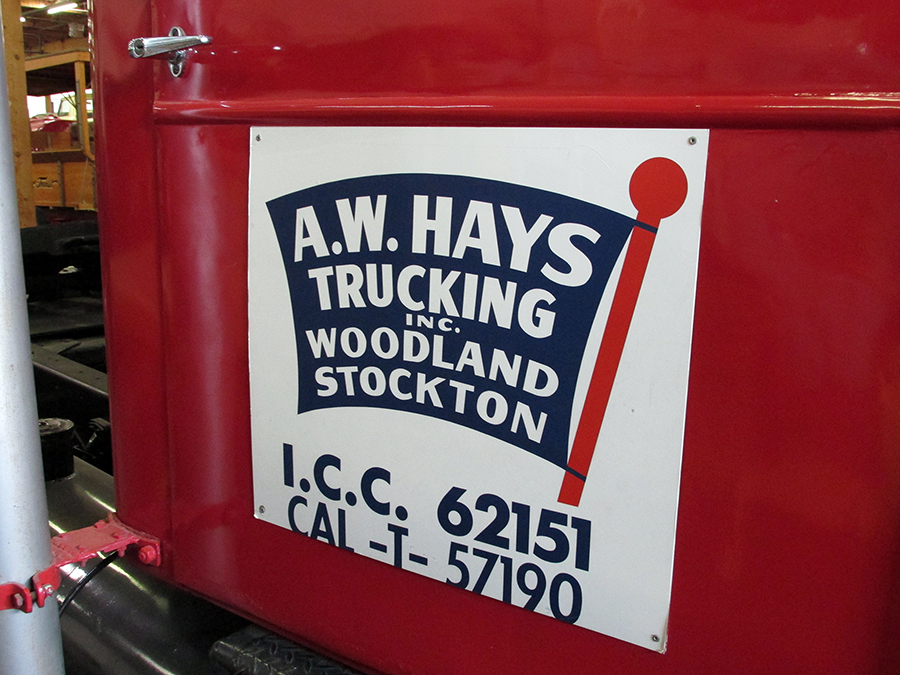 A.W. HAYS
TRUCKING
INC.
WOODLAND
STOCKTON
I.C.C. 62151
CAL -T- 57190